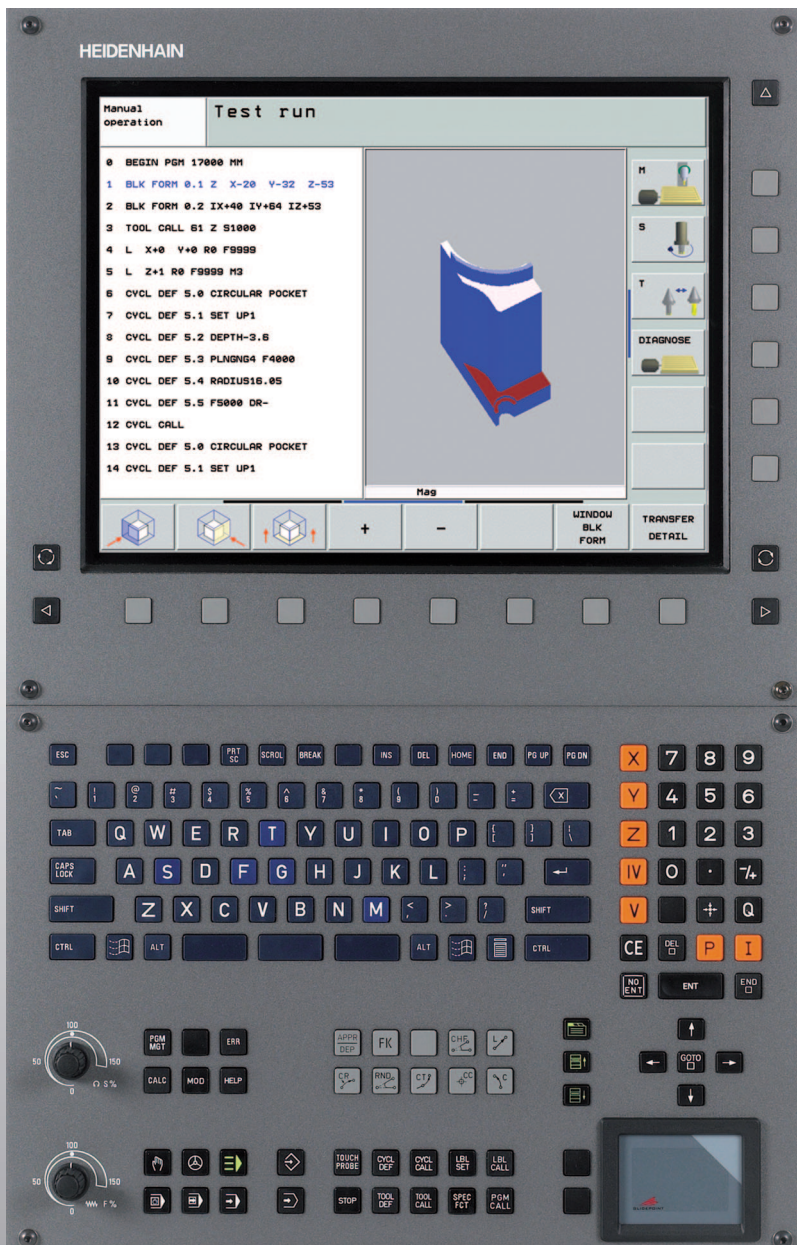 HEIDENHAIN
Manual
operation
Test run
0 BEGIN PGM 17000 MM
1 BLK FORM 0.1 Z X-20 Y-32 Z-53
2 BLK FORM 0.2 IX+40 IY+64 IZ+53
3 TOOL CALL 61 Z S1000
4 L X+0 Y+0 R0 F9999
5 L Z+1 R0 F9999 M3
6 CYCL DEF 5.0 CIRCULAR POCKET
7 CYCL DEF 5.1 SET UP1
8 CYCL DEF 5.2 DEPTH-3.6
9 CYCL DEF 5.3 PLNGNG4 F4000
10 CYCL DEF 5.4 RADIUS16.05
11 CYCL DEF 5.5 F5000 DR-
12 CYCL CALL
13 CYCL DEF 5.0 CIRCULAR POCKET
14 CYCL DEF 5.1 SET UP1
Mag
M
S
T
DIAGNOSE
+ -
WINDOW
BLK
FORM
TRANSFER
DETAIL
ESC PRT SC SCROL BREAK INS DEL HOME END PG UP PG DN
X 7 8 9
~ ` ! 1 @ 2 # 3 $ 4 % 5 ^ 6 & 7 * 8 ( 9 ) 0 _ - + = X
Y 4 5 6
TAB Q W E R T Y U I O P { [ } ] | \
Z 1 2 3
CAPS LOCK A S D F G H J K L : ; " '
IV 0 . -/+
SHIFT Z X C V B N M < , > . ? / SHIFT
V Q
CTRL ALT ALT CTRL
CE DEL P I
NO ENT ENT END
100
50 150
0
S %
PGM MGT ERR
CALC MOD HELP
APPR DEP FK CHF L
CR RND CT CC C
GOTO
100
50 150
0
F %
TOUCH PROBE CYCL DEF CYCL CALL LBL SET LBL CALL
STOP TOOL DEF TOOL CALL SPEC FCT PGM CALL